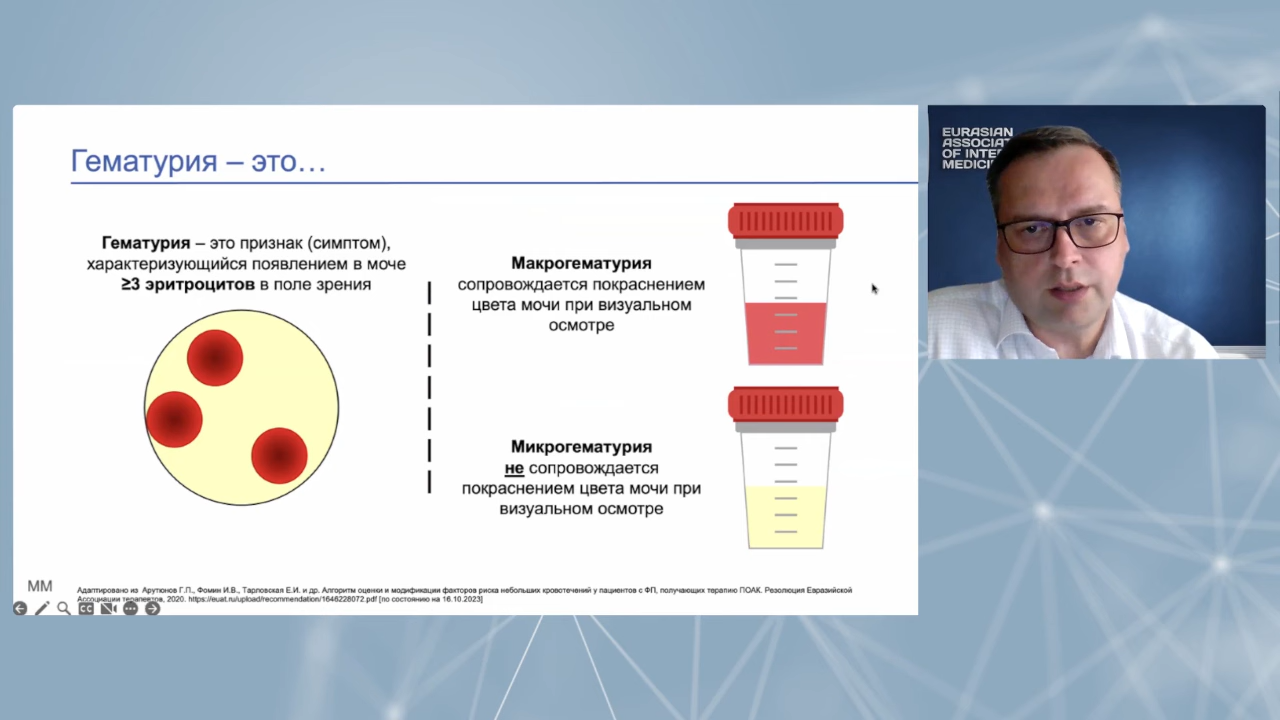 Гематурия – это...
Гематурия – это признак (симптом),
характеризующийся появлением в моче
≥3 эритроцитов в поле зрения
Макрогематурия
сопровождается покраснением
цвета мочи при визуальном
осмотре
Микрогематурия
не сопровождается
покраснением цвета мочи при
визуальном осмотре
MM
Адаптировано из Арутюнов Г.П., Фомин И.В., Тарловская Е.И. и др. Алгоритм оценки и модификации факторов риска небольших кровотечений у пациентов с ФП, получающих терапию ПОАК. Резолюция Евразийской
Ассоциации терапевтов, 2020. https://euat.ru/upload/recommendation/1646228072.pdf [по состоянию на 16.10.2023]
CC
EURASIAN
ASSOCIAT
OF INTE
MEDICI